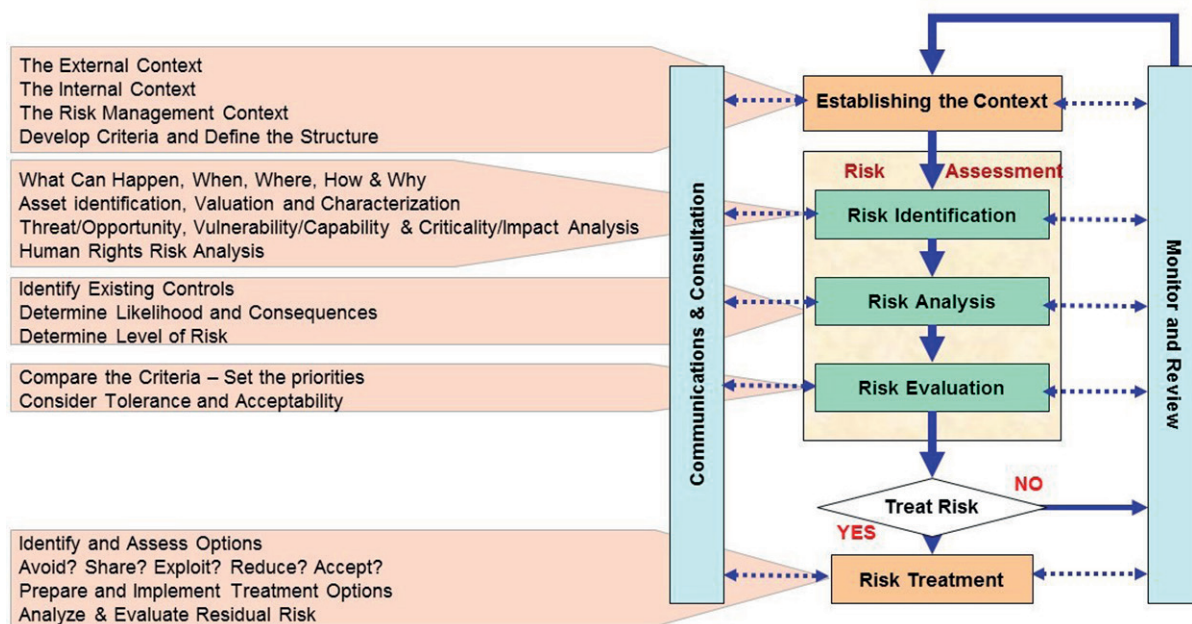 The External Context
The Internal Context
The Risk Management Context
Develop Criteria and Define the Structure
What Can Happen, When, Where, How & Why
Asset identification, Valuation and Characterization
Threat/Opportunity, Vulnerability/Capability & Criticality/Impact Analysis
Human Rights Risk Analysis
Identify Existing Controls
Determine Likelihood and Consequences
Determine Level of Risk
Compare the Criteria – Set the priorities
Consider Tolerance and Acceptability
Identify and Assess Options
Avoid? Share? Exploit? Reduce? Accept?
Prepare and Implement Treatment Options
Analyze & Evaluate Residual Risk
Communications & Consultation
Establishing the Context
Risk Assessment
Risk Identification
Risk Analysis
Risk Evaluation
Treat Risk
NO
YES
Risk Treatment
Monitor and Review